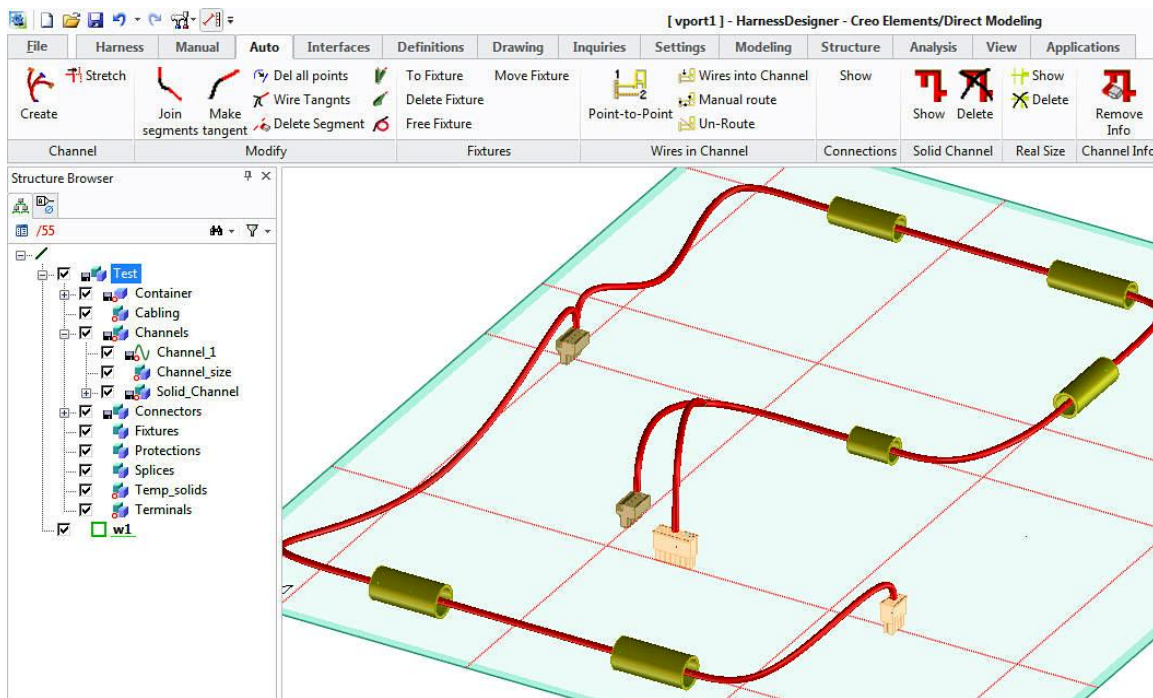 [ vport1 ] - HarnessDesigner - Creo Elements/Direct Modeling
File Harness Manual Auto Interfaces Definitions Drawing Inquiries Settings Modeling Structure Analysis View Applications
Create
Stretch
Channel
Join segments
Make tangent
Del all points
Wire Tangnts
Delete Segment
Modify
To Fixture
Delete Fixture
Free Fixture
Move Fixture
Fixtures
1
2
Point-to-Point
Wires into Channel
Manual route
Un-Route
Wires in Channel
Show
Connections
Show
Delete
Solid Channel
Show
Delete
Real Size
Remove
Info
Channel Info
Structure Browser
/55
Test
Container
Cabling
Channels
Channel_1
Channel_size
Solid_Channel
Connectors
Fixtures
Protections
Splices
Temp_solids
Terminals
w1